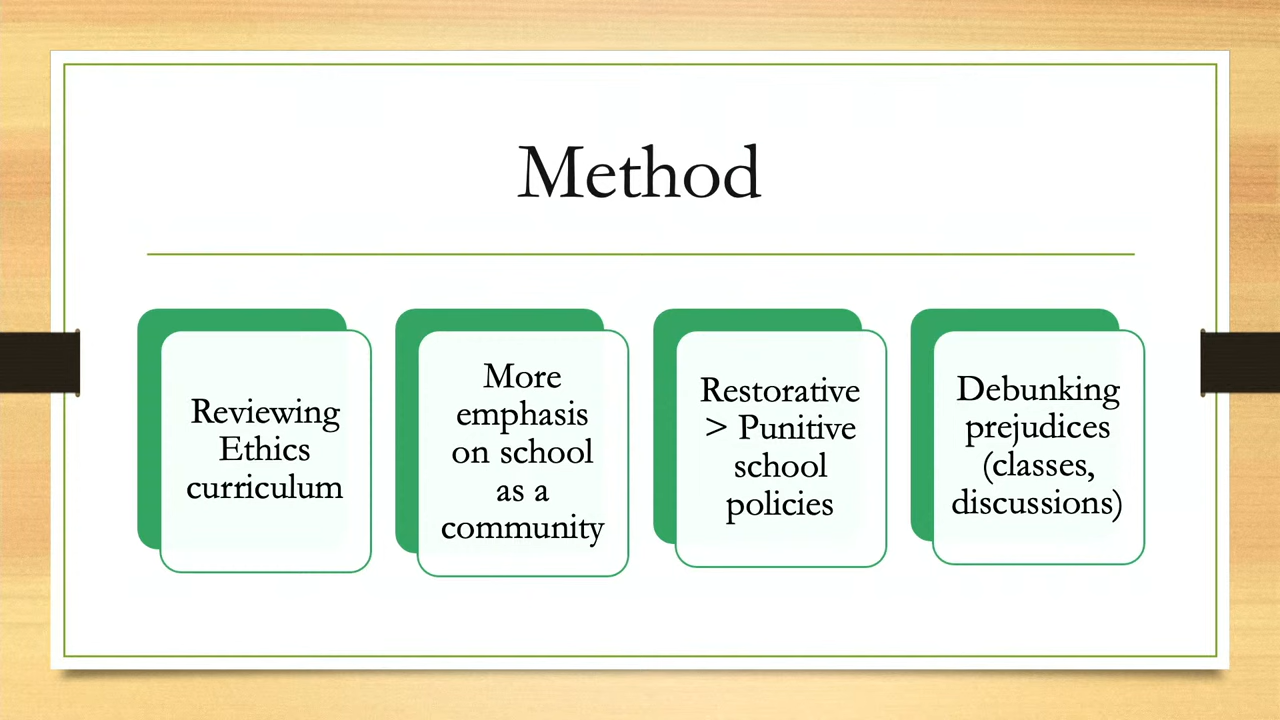 Method
Reviewing
Ethics
curriculum
More
emphasis
on school
as a
community
Restorative
> Punitive
school
policies
Debunking
prejudices
(classes,
discussions)